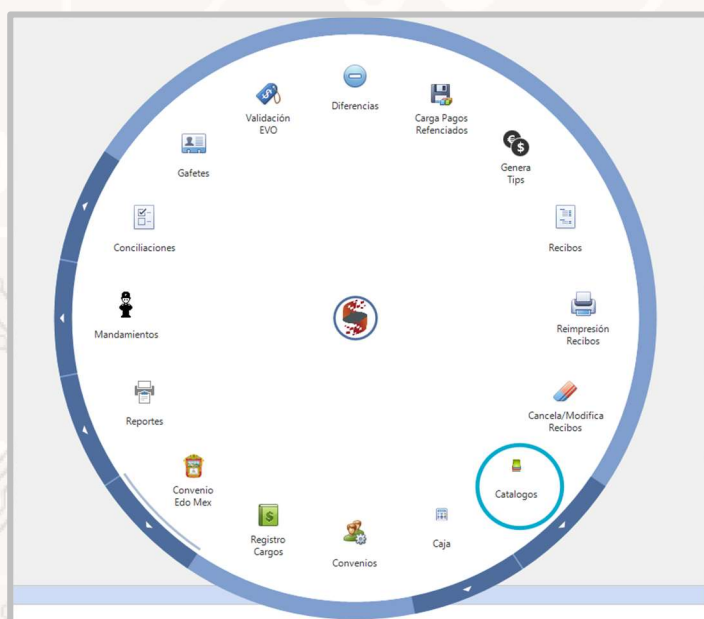 Diferencias
Carga Pagos
Refenciados
Genera
Tips
Recibos
Reimpresión
Recibos
Cancela/Modifica
Recibos
Catalogos
Caja
Convenios
Registro
Cargos
Convenio
Edo Mex
Reportes
Mandamientos
Conciliaciones
Gafetes
Validación
EVO